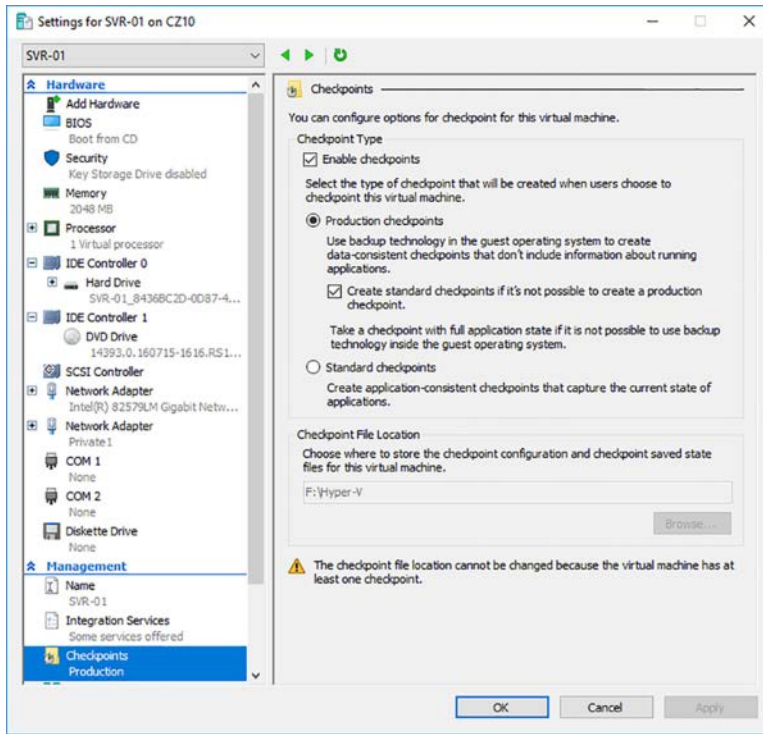 Settings for SVR-01 on CZ10
SVR-01
Hardware
Add Hardware
BIOS
Boot from CD
Security
Key Storage Drive disabled
Memory
2048 MB
Processor
1 Virtual processor
IDE Controller 0
Hard Drive
SVR-01_8436BC2D-0D87-4...
IDE Controller 1
DVD Drive
14393.0.160715-1616.RS1...
SCSI Controller
Network Adapter
Intel(R) 82579LM Gigabit Netw...
Network Adapter
Private1
COM 1
None
COM 2
None
Diskette Drive
None
Management
Name
SVR-01
Integration Services
Some services offered
Checkpoints
Production
Checkpoints
You can configure options for checkpoint for this virtual machine.
Checkpoint Type
Enable checkpoints
Select the type of checkpoint that will be created when users choose to
checkpoint this virtual machine.
Production checkpoints
Use backup technology in the guest operating system to create
data-consistent checkpoints that don't include information about running
applications.
Create standard checkpoints if it's not possible to create a production
checkpoint.
Take a checkpoint with full application state if it is not possible to use backup
technology inside the guest operating system.
Standard checkpoints
Create application-consistent checkpoints that capture the current state of
applications.
Checkpoint File Location
Choose where to store the checkpoint configuration and checkpoint saved state
files for this virtual machine.
F:\Hyper-V
Browse...
The checkpoint file location cannot be changed because the virtual machine has at
least one checkpoint.
OK
Cancel
Apply